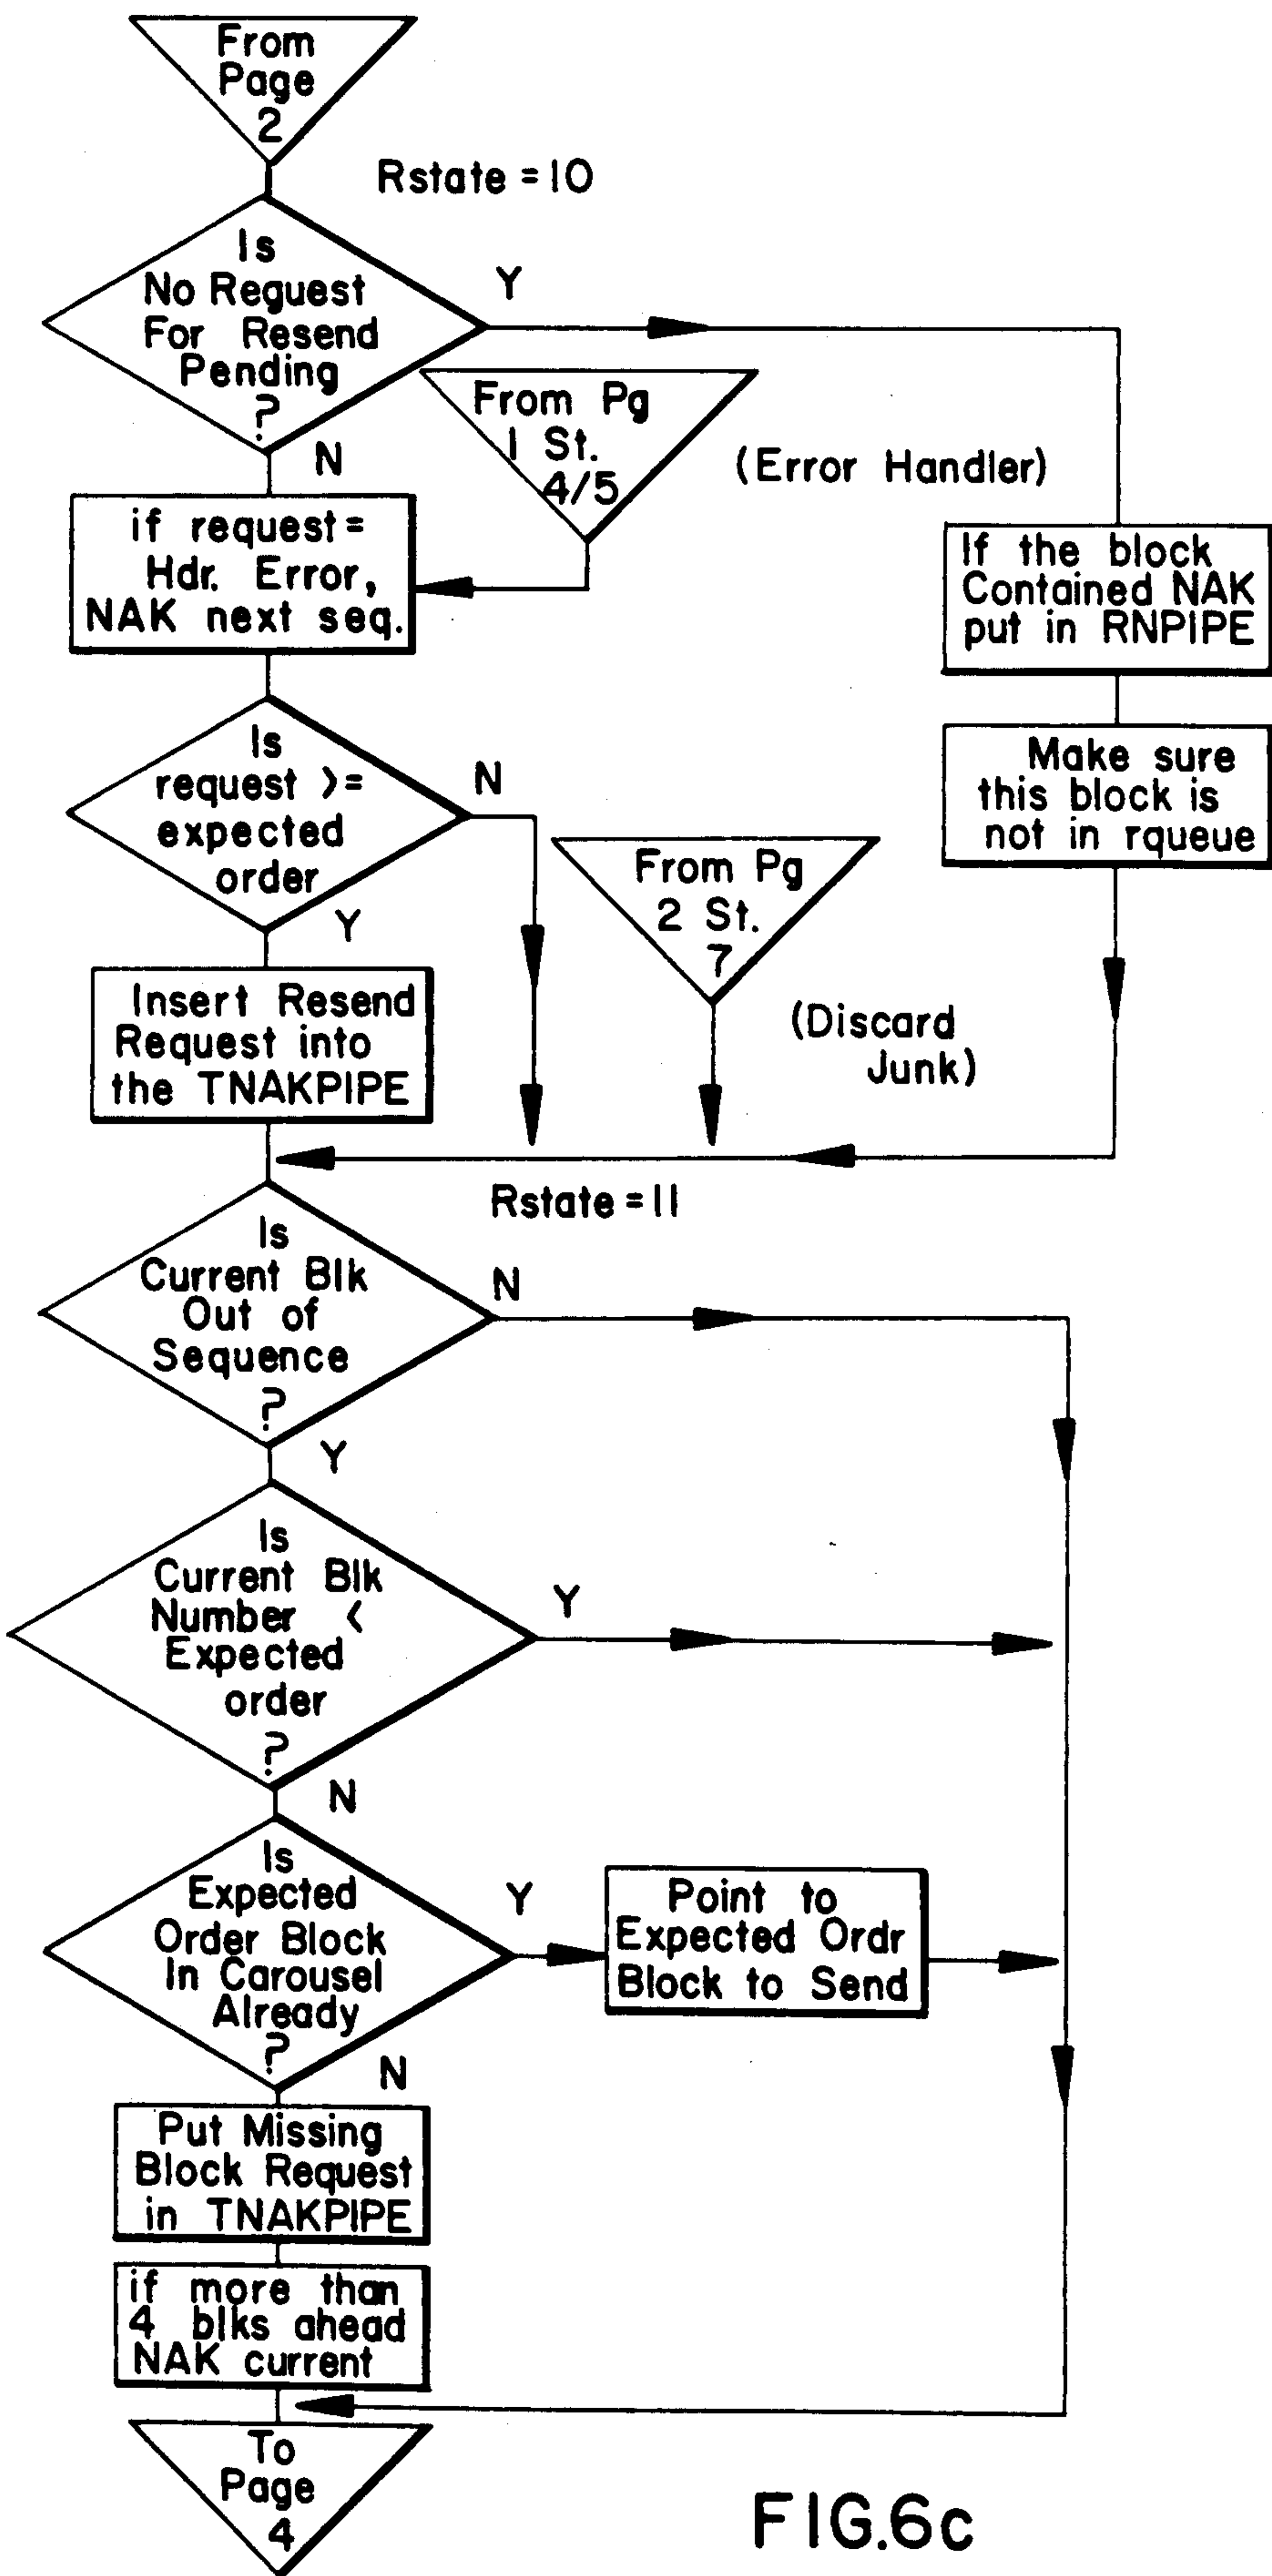 From
Page
2
Rstate = 10
Is
No Reguest
For Resend
Pending
?
Y
N
From Pg
1 St.
4/5
(Error Handler)
if request=
Hdr. Error,
NAK next seq.
If the block
Contained NAK
put in RNPIPE
Is
request >=
expected
order
N
Y
Make sure
this block is
not in rqueue
From Pg
2 St.
7
(Discard
Junk)
Insert Resend
Request into
the TNAKPIPE
Rstate = 11
Is
Current Blk
Out of
Sequence
?
N
Y
Is
Current Blk
Number <
Expected
order
?
Y
N
Is
Expected
Order Block
In Carousel
Already
?
Y
N
Point to
Expected Ordr
Block to Send
Put Missing
Block Request
in TNAKPIPE
if more than
4 blks ahead
NAK current
To
Page
4
FIG.6c